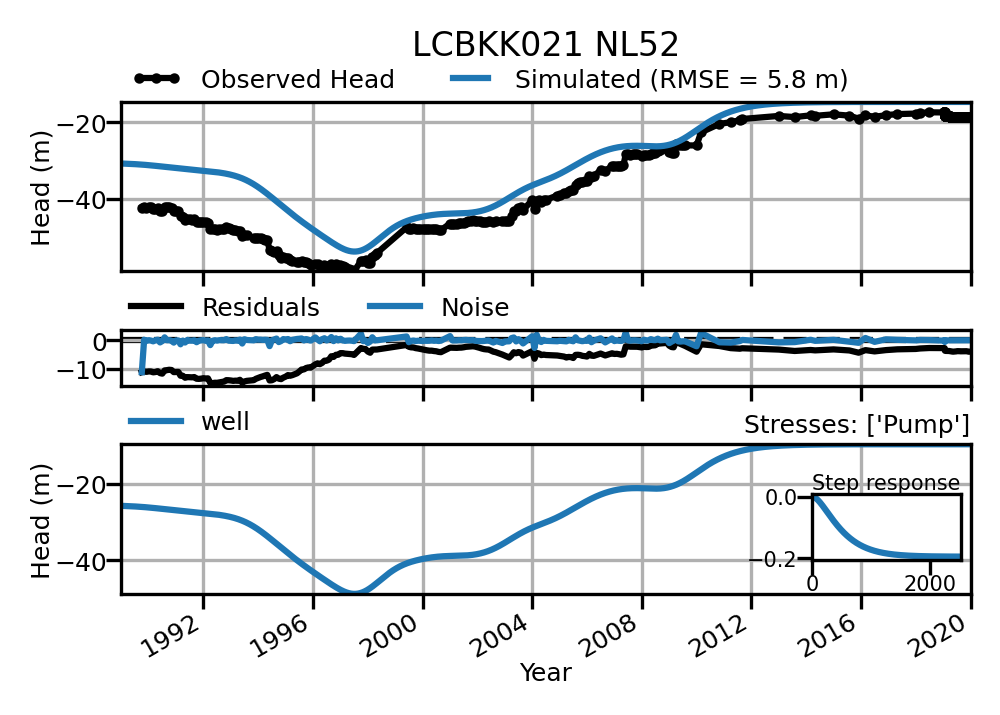 LCBKK021 NL52
Observed Head
Simulated (RMSE = 5.8 m)
−20
−40
Head (m)
Residuals
Noise
0
−10
well
Stresses: ['Pump']
−20
−40
Head (m)
Step response
0.0
−0.2
0
2000
1992
1996
2000
2004
2008
2012
2016
2020
Year